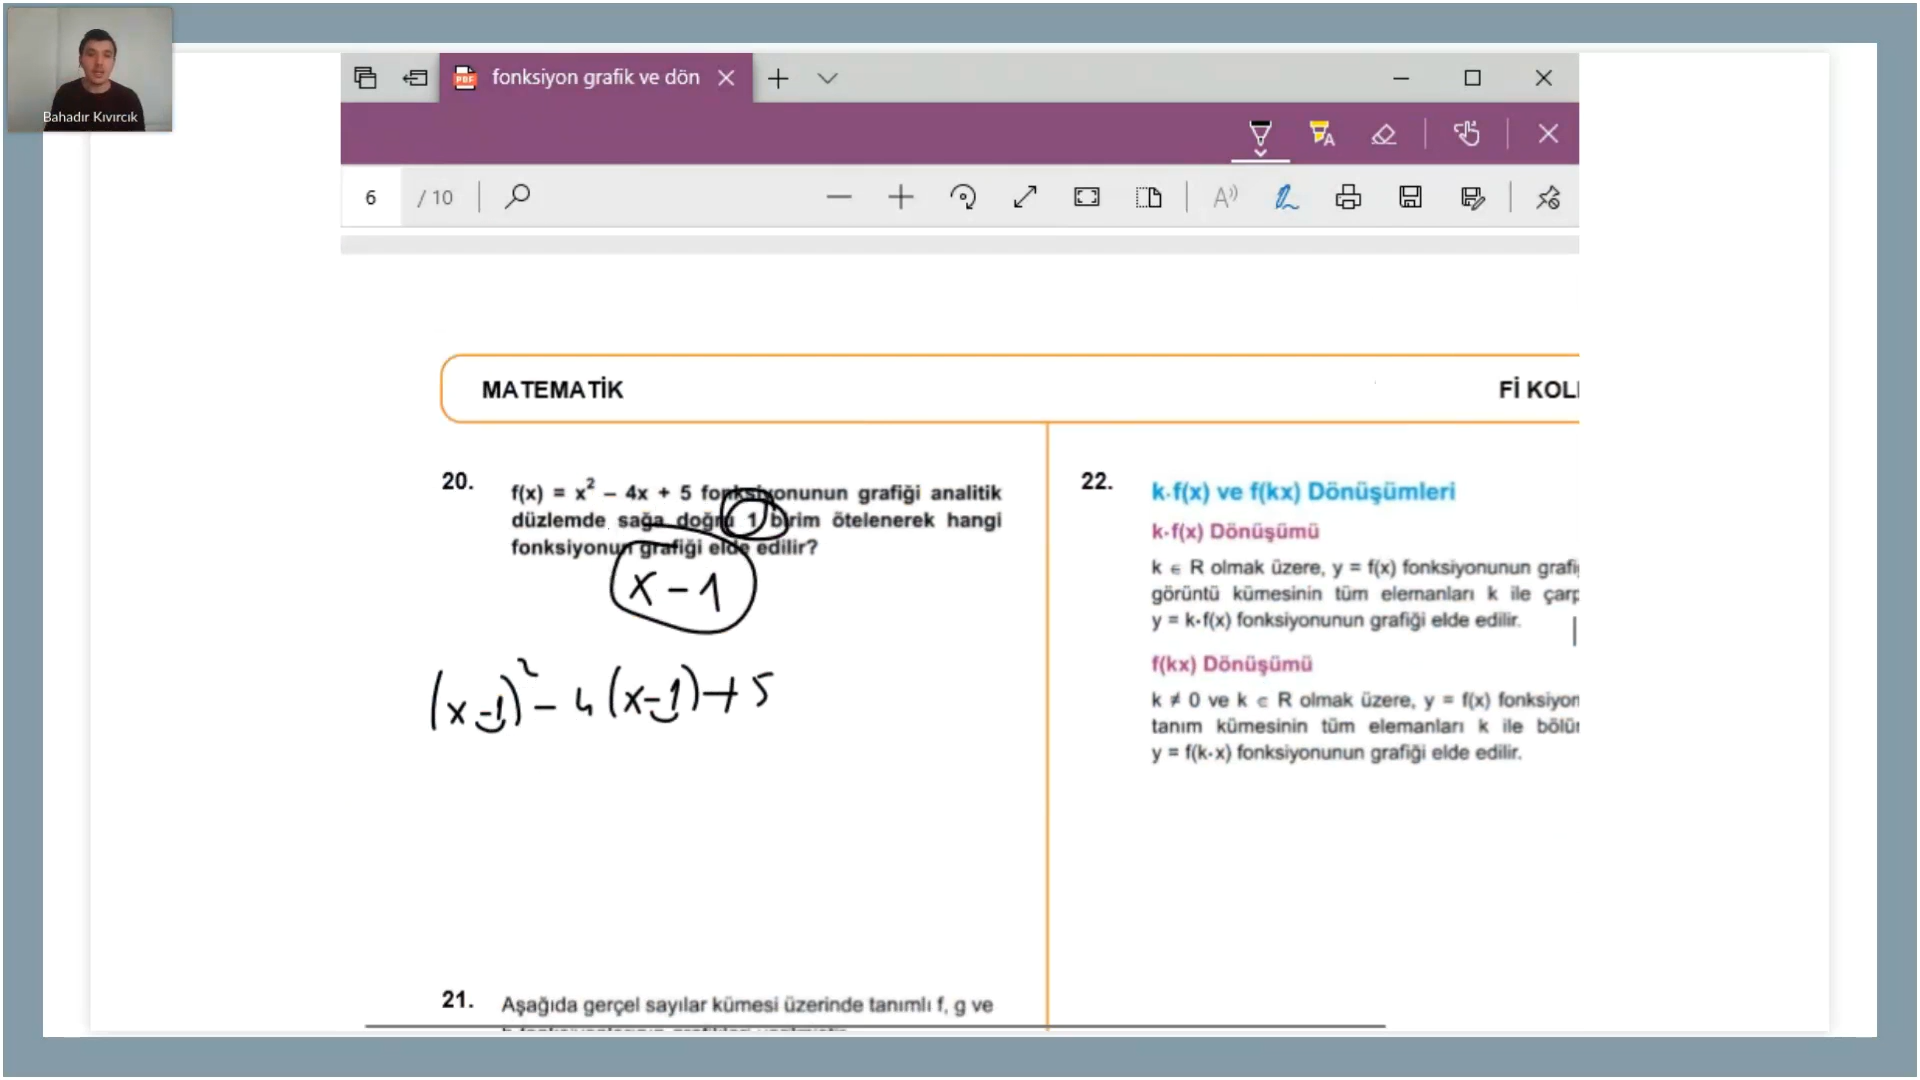 Bahadır Kıvırcık
fonksiyon grafik ve dön
6 / 10
MATEMATİK
Fİ KOL
20.
f(x) = x² – 4x + 5 fonksiyonunun grafiği analitik
düzlemde sağa doğru 1 birim ötelenerek hangi
fonksiyonun grafiği elde edilir?
x – 1
(x-1)² – 4(x-1)+5
21.
Aşağıda gerçel sayılar kümesi üzerinde tanımlı f, g ve
22.
k·f(x) ve f(kx) Dönüşümleri
k·f(x) Dönüşümü
k ∈ R olmak üzere, y = f(x) fonksiyonunun grafi
görüntü kümesinin tüm elemanları k ile çarp
y = k·f(x) fonksiyonunun grafiği elde edilir.
f(kx) Dönüşümü
k ≠ 0 ve k ∈ R olmak üzere, y = f(x) fonksiyon
tanım kümesinin tüm elemanları k ile bölü
y = f(k·x) fonksiyonunun grafiği elde edilir.